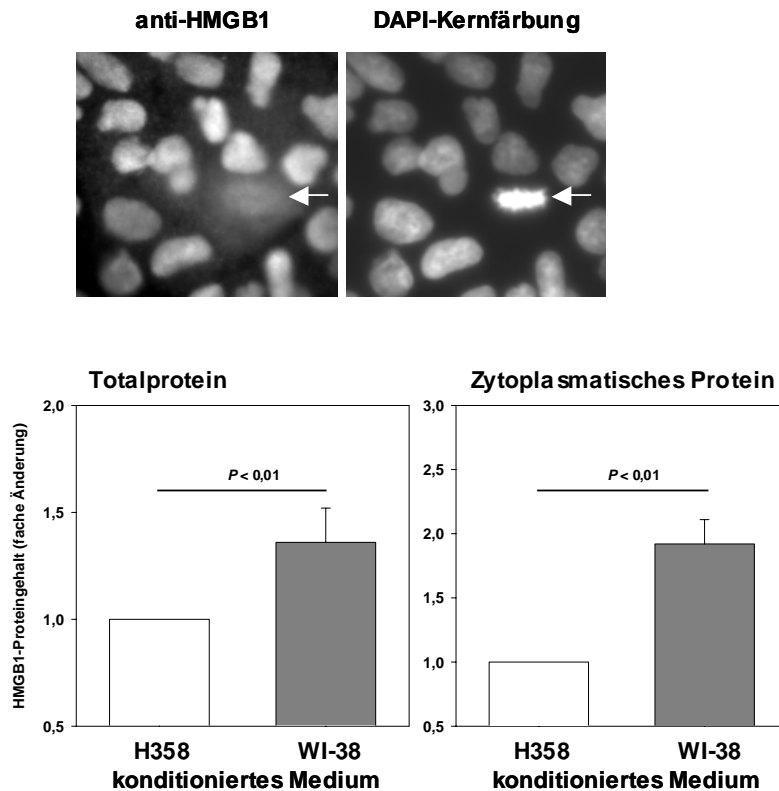 anti-HMGB1 DAPI-Kernfärbung
Totalprotein Zytoplasmatisches Protein
HMGB1-Proteingehalt (fache Änderung)
2,0
1,5
1,0
0,5
P < 0,01
H358 WI-38
konditioniertes Medium
3,0
2,5
2,0
1,5
1,0
0,5
P < 0,01
H358 WI-38
konditioniertes Medium